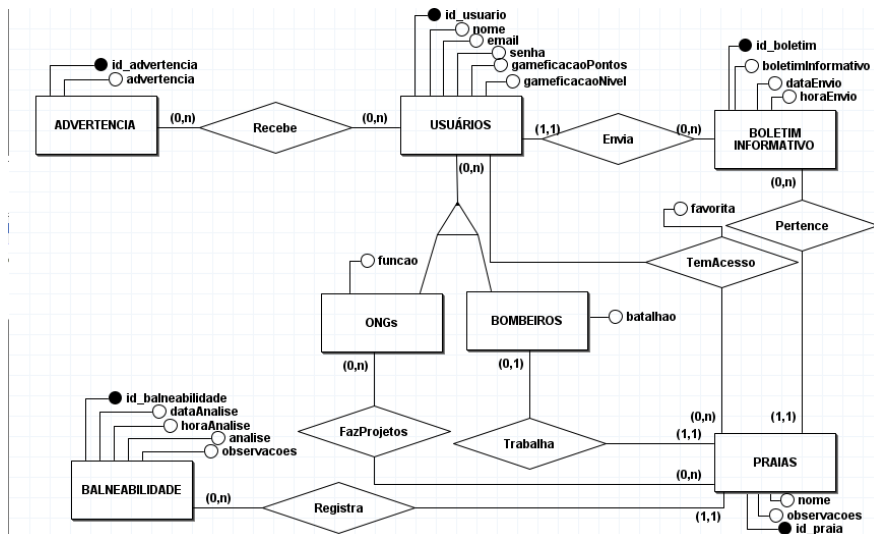 id_usuario
nome
email
senha
gameficacaoPontos
gameficacaoNivel
id_advertencia
advertencia
id_boletim
boletimInformativo
dataEnvio
horaEnvio
ADVERTENCIA
(0,n)
Recebe
(0,n)
USUÁRIOS
(1,1)
Envia
(0,n)
BOLETIM
INFORMATIVO
(0,n)
(0,n)
favorita
Pertence
TemAcesso
funcao
ONGs
BOMBEIROS
batalhao
(0,n)
(0,1)
id_balneabilidade
dataAnalise
horaAnalise
analise
observacoes
FazProjetos
Trabalha
(0,n)
(1,1)
(1,1)
PRAIAS
(0,n)
BALNEABILIDADE
(0,n)
Registra
(1,1)
nome
observacoes
id_praia